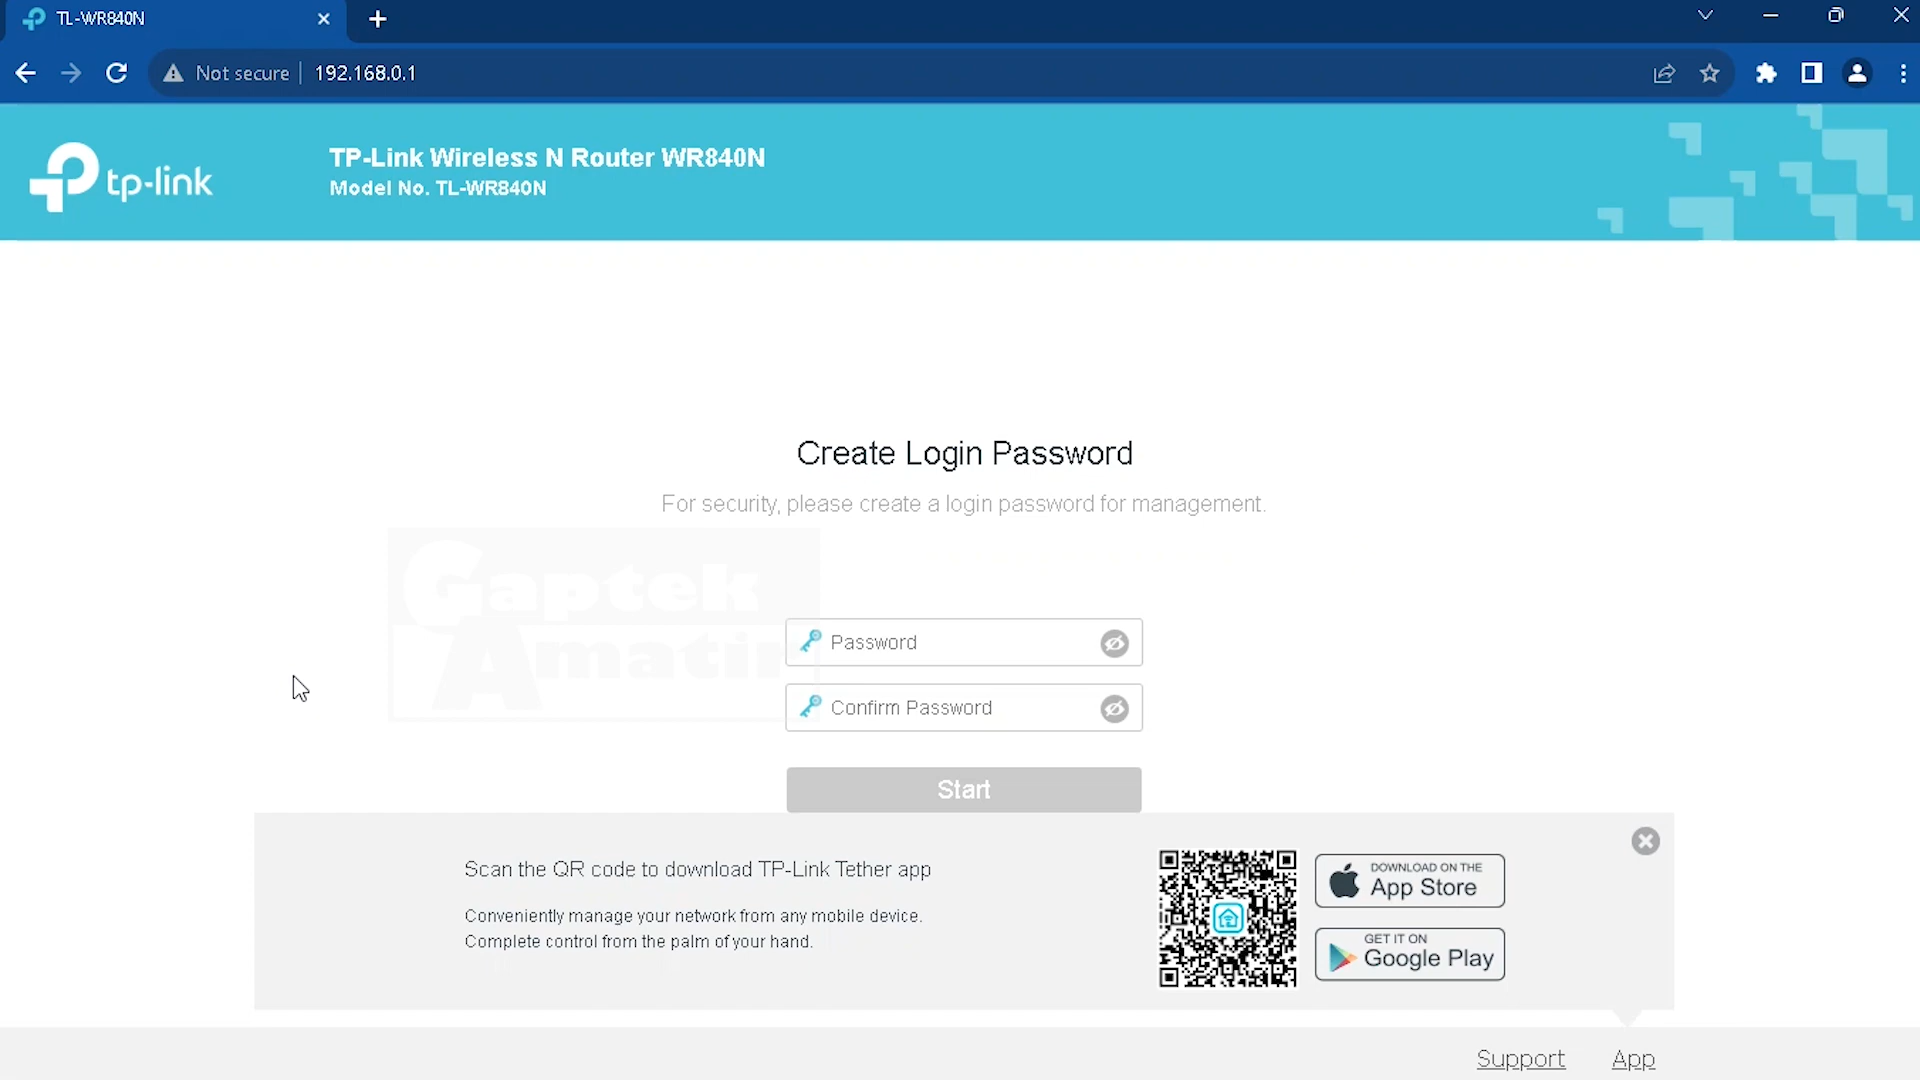 TL-WR840N
Not secure
192.168.0.1
tp-link
TP-Link Wireless N Router WR840N
Model No. TL-WR840N
Create Login Password
For security, please create a login password for management.
Gaptek
Password
Confirm Password
Start
Scan the QR code to download TP-Link Tether app
Conveniently manage your network from any mobile device.
Complete control from the palm of your hand.
DOWNLOAD ON THE
App Store
GET IT ON
Google Play
Support
App